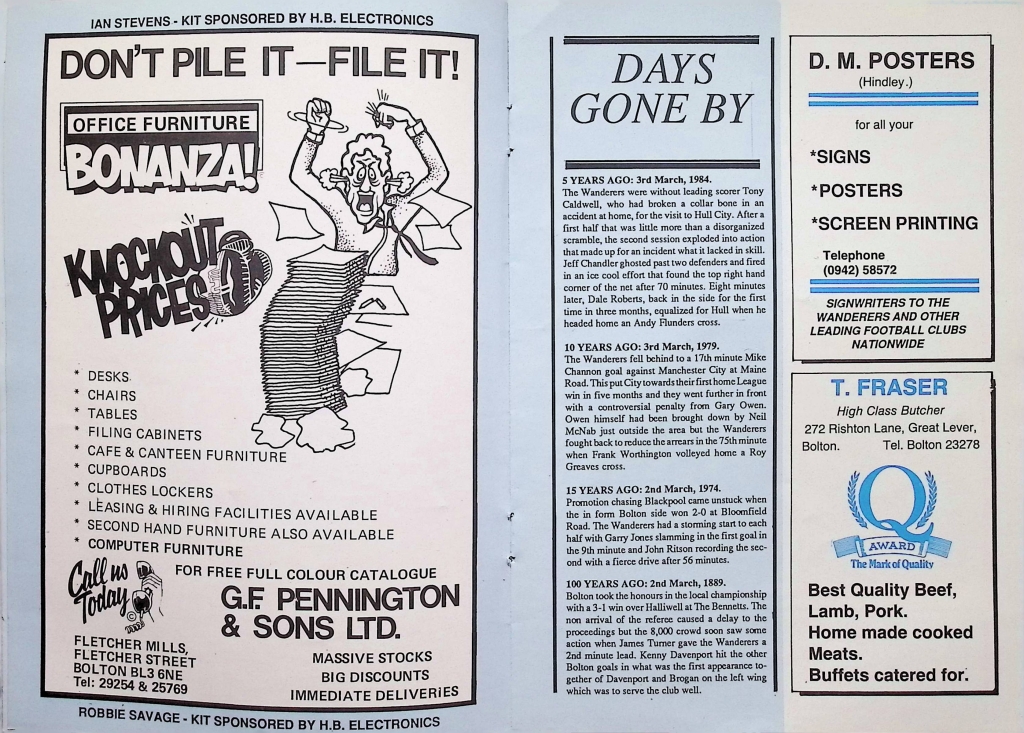 IAN STEVENS - KIT SPONSORED BY H.B. ELECTRONICS
DON'T PILE IT—FILE IT!
OFFICE FURNITURE
BONANZA!
KNOCKOUT
PRICES
* DESKS
* CHAIRS
* TABLES
* FILING CABINETS
* CAFE & CANTEEN FURNITURE
* CUPBOARDS
* CLOTHES LOCKERS
* LEASING & HIRING FACILITIES AVAILABLE
* SECOND HAND FURNITURE ALSO AVAILABLE
* COMPUTER FURNITURE
Call us
Today
FOR FREE FULL COLOUR CATALOGUE
G.F. PENNINGTON
& SONS LTD.
FLETCHER MILLS,
FLETCHER STREET
BOLTON BL3 6NE
Tel: 29254 & 25769
MASSIVE STOCKS
BIG DISCOUNTS
IMMEDIATE DELIVERiES
ROBBIE SAVAGE - KIT SPONSORED BY H.B. ELECTRONICS
DAYS
GONE BY
5 YEARS AGO: 3rd March, 1984.
The Wanderers were without leading scorer Tony
Caldwell, who had broken a collar bone in an
accident at home, for the visit to Hull City. After a
first half that was little more than a disorganized
scramble, the second session exploded into action
that made up for an incident what it lacked in skill.
Jeff Chandler ghosted past two defenders and fired
in an ice cool effort that found the top right hand
corner of the net after 70 minutes. Eight minutes
later, Dale Roberts, back in the side for the first
time in three months, equalized for Hull when he
headed home an Andy Flunders cross.
10 YEARS AGO: 3rd March, 1979.
The Wanderers fell behind to a 17th minute Mike
Channon goal against Manchester City at Maine
Road. This put City towards their first home League
win in five months and they went further in front
with a controversial penalty from Gary Owen.
Owen himself had been brought down by Neil
McNab just outside the area but the Wanderers
fought back to reduce the arrears in the 75th minute
when Frank Worthington volleyed home a Roy
Greaves cross.
15 YEARS AGO: 2nd March, 1974.
Promotion chasing Blackpool came unstuck when
the in form Bolton side won 2-0 at Bloomfield
Road. The Wanderers had a storming start to each
half with Garry Jones slamming in the first goal in
the 9th minute and John Ritson recording the sec-
ond with a fierce drive after 56 minutes.
100 YEARS AGO: 2nd March, 1889.
Bolton took the honours in the local championship
with a 3-1 win over Halliwell at The Bennetts. The
non arrival of the referee caused a delay to the
proceedings but the 8,000 crowd soon saw some
action when James Turner gave the Wanderers a
2nd minute lead. Kenny Davenport hit the other
Bolton goals in what was the first appearance to-
gether of Davenport and Brogan on the left wing
which was to serve the club well.
D. M. POSTERS
(Hindley.)
for all your
*SIGNS
*POSTERS
*SCREEN PRINTING
Telephone
(0942) 58572
SIGNWRITERS TO THE
WANDERERS AND OTHER
LEADING FOOTBALL CLUBS
NATIONWIDE
T. FRASER
High Class Butcher
272 Rishton Lane, Great Lever,
Bolton. Tel. Bolton 23278
Q
AWARD
The Mark of Quality
Best Quality Beef,
Lamb, Pork.
Home made cooked
Meats.
Buffets catered for.